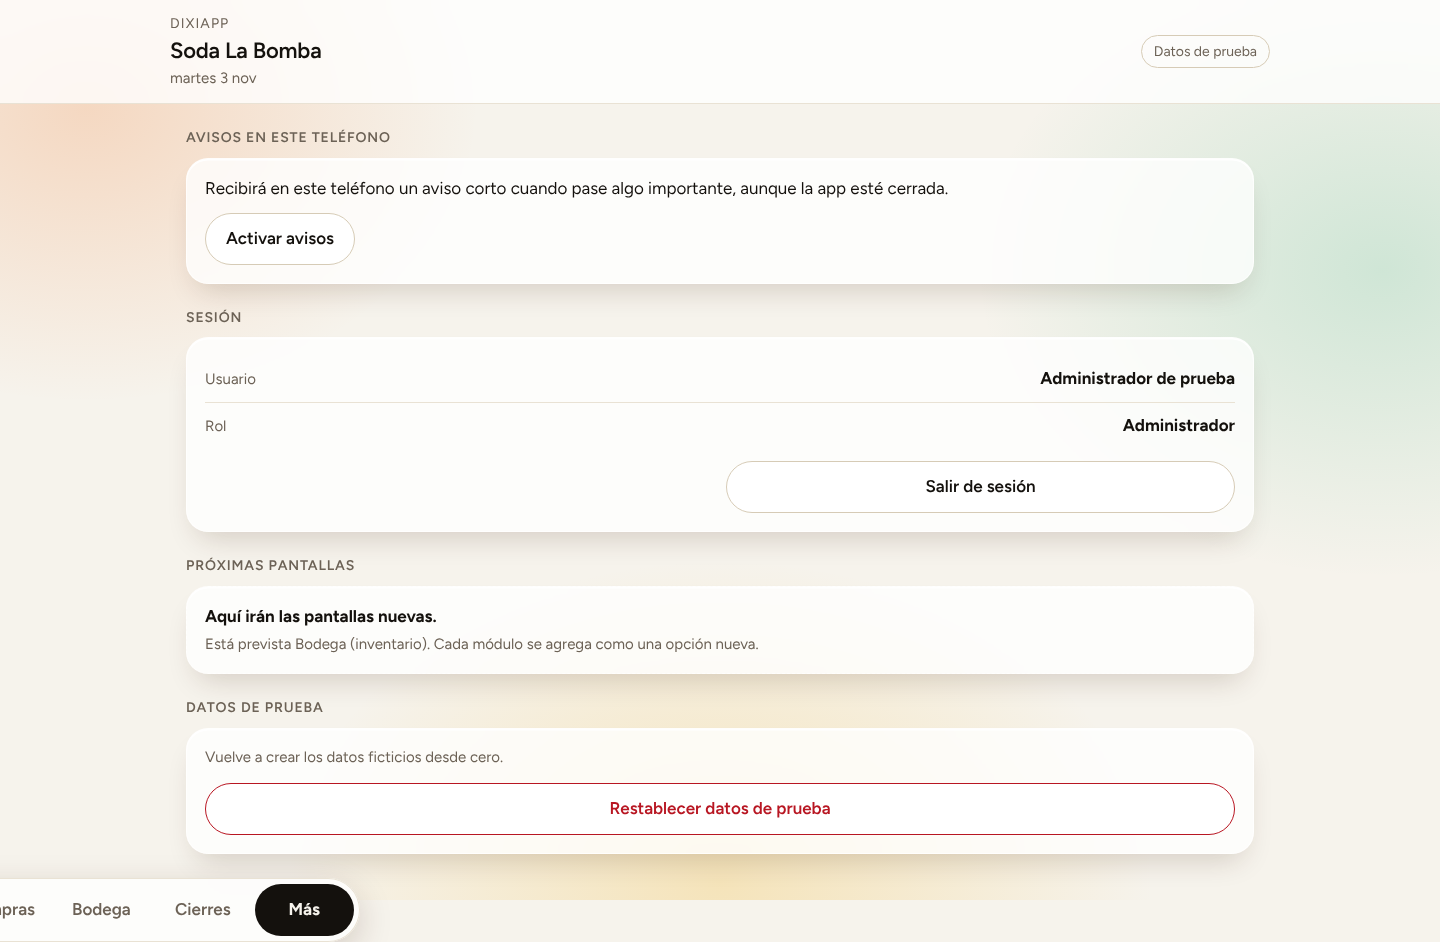 DIXIAPP
Soda La Bomba
martes 3 nov
Datos de prueba
AVISOS EN ESTE TELÉFONO
Recibirá en este teléfono un aviso corto cuando pase algo importante, aunque la app esté cerrada.
Activar avisos
SESIÓN
Usuario
Administrador de prueba
Rol
Administrador
Salir de sesión
PRÓXIMAS PANTALLAS
Aquí irán las pantallas nuevas.
Está prevista Bodega (inventario). Cada módulo se agrega como una opción nueva.
DATOS DE PRUEBA
Vuelve a crear los datos ficticios desde cero.
Restablecer datos de prueba
pras Bodega Cierres Más